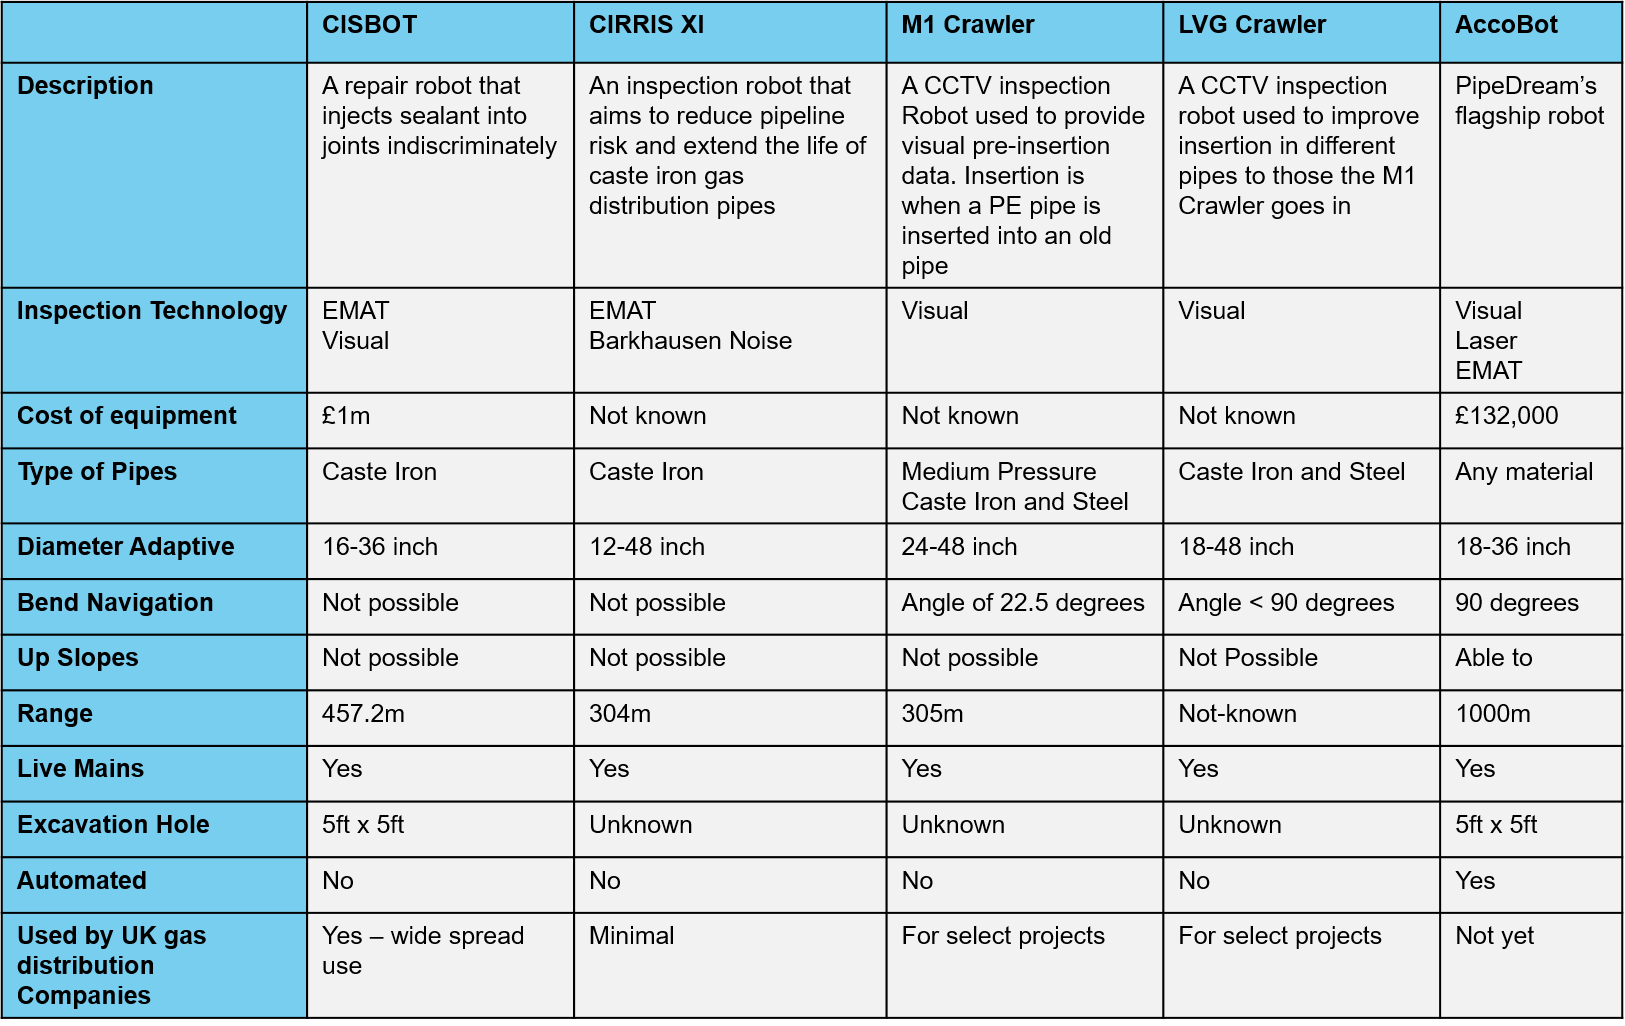 CISBOT
CIRRIS XI
M1 Crawler
LVG Crawler
AccoBot
Description
A repair robot that
injects sealant into
joints indiscriminately
An inspection robot that
aims to reduce pipeline
risk and extend the life of
caste iron gas
distribution pipes
A CCTV inspection
Robot used to provide
visual pre-insertion
data. Insertion is
when a PE pipe is
inserted into an old
pipe
A CCTV inspection
robot used to improve
insertion in different
pipes to those the M1
Crawler goes in
PipeDream’s
flagship robot
Inspection Technology
EMAT
Visual
EMAT
Barkhausen Noise
Visual
Visual
Visual
Laser
EMAT
Cost of equipment
£1m
Not known
Not known
Not known
£132,000
Type of Pipes
Caste Iron
Caste Iron
Medium Pressure
Caste Iron and Steel
Caste Iron and Steel
Any material
Diameter Adaptive
16-36 inch
12-48 inch
24-48 inch
18-48 inch
18-36 inch
Bend Navigation
Not possible
Not possible
Angle of 22.5 degrees
Angle < 90 degrees
90 degrees
Up Slopes
Not possible
Not possible
Not possible
Not Possible
Able to
Range
457.2m
304m
305m
Not-known
1000m
Live Mains
Yes
Yes
Yes
Yes
Yes
Excavation Hole
5ft x 5ft
Unknown
Unknown
Unknown
5ft x 5ft
Automated
No
No
No
No
Yes
Used by UK gas
distribution
Companies
Yes – wide spread
use
Minimal
For select projects
For select projects
Not yet